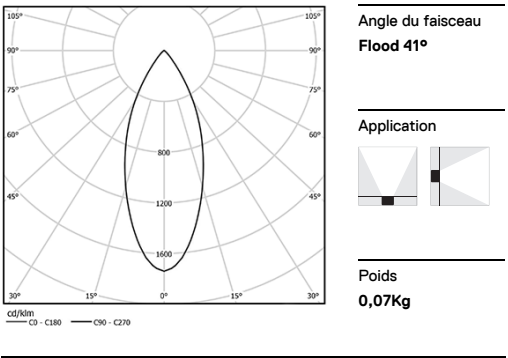 105° 105°
90° 90°
75° 75°
60° 60°
45° 45°
800
1200
1600
30° 15° 0° 15° 30°
cd/klm
C0 - C180 C90 - C270
Angle du faisceau
Flood 41º
Application
Poids
0,07Kg